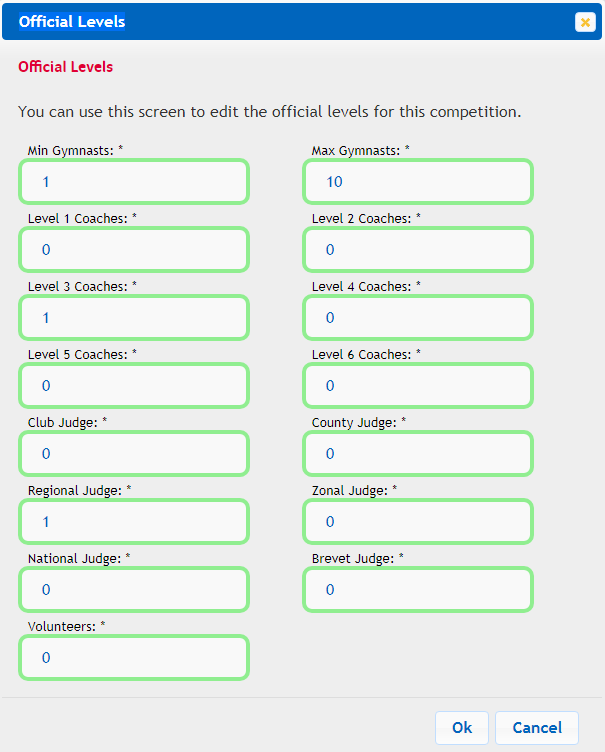 Official Levels
Official Levels
You can use this screen to edit the official levels for this competition.
Min Gymnasts: * Max Gymnasts: *
1 10
Level 1 Coaches: * Level 2 Coaches: *
0 0
Level 3 Coaches: * Level 4 Coaches: *
1 0
Level 5 Coaches: * Level 6 Coaches: *
0 0
Club Judge: * County Judge: *
0 0
Regional Judge: * Zonal Judge: *
1 0
National Judge: * Brevet Judge: *
0 0
Volunteers: *
0
Ok Cancel